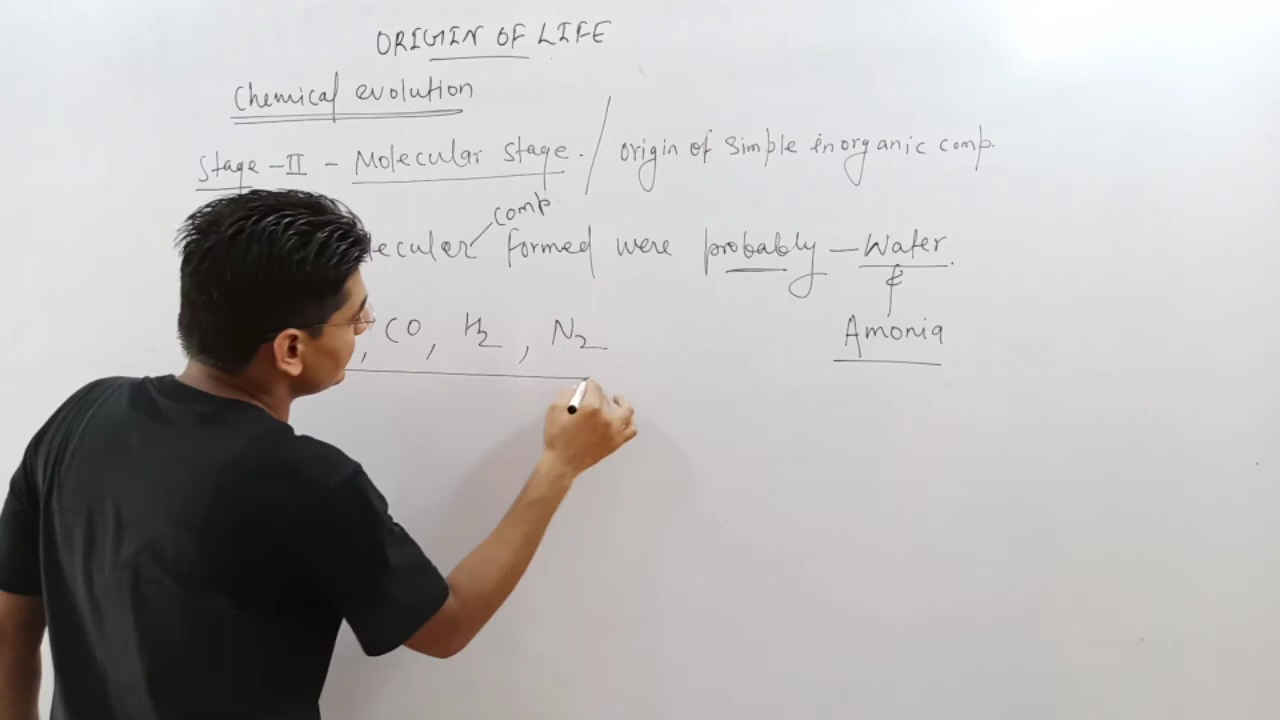 ORIGIN OF LIFE
Chemical evolution
Stage-II - Molecular stage. / origin of simple inorganic comp.
comp.
lecular formed were probably - Water.
&
, CO, H2, N2
Amonia